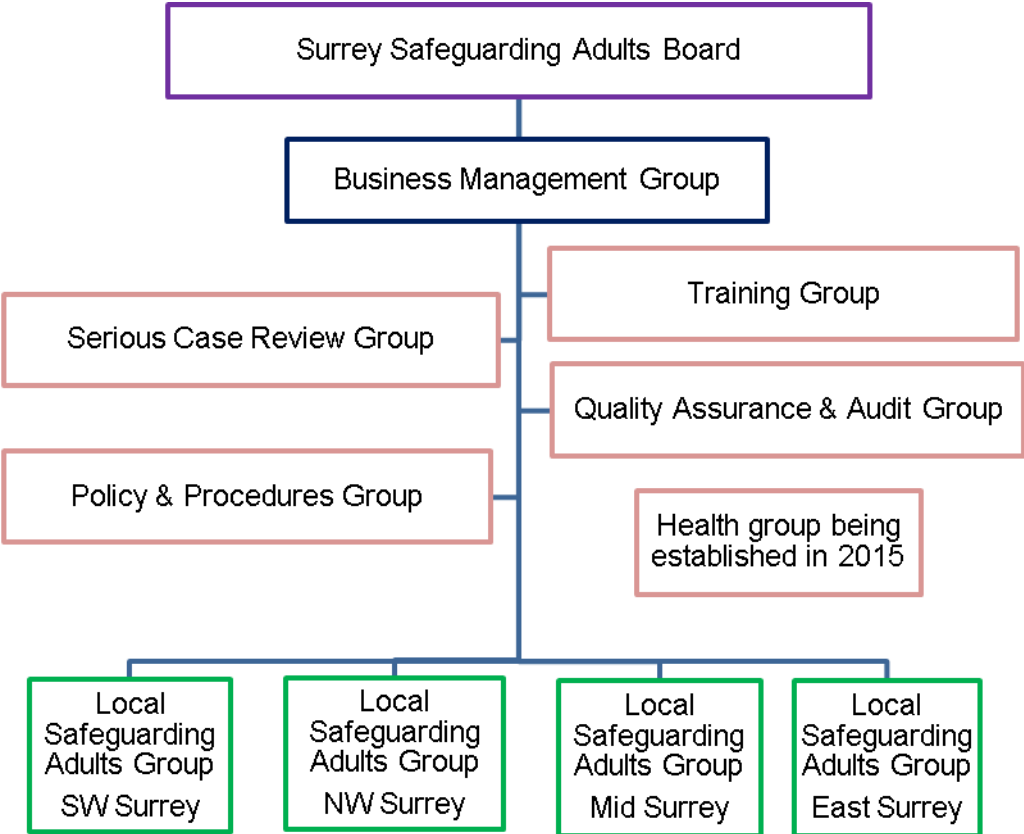 Surrey Safeguarding Adults Board
Business Management Group
Training Group
Serious Case Review Group
Quality Assurance & Audit Group
Policy & Procedures Group
Health group being
established in 2015
Local
Safeguarding
Adults Group
SW Surrey
Local
Safeguarding
Adults Group
NW Surrey
Local
Safeguarding
Adults Group
Mid Surrey
Local
Safeguarding
Adults Group
East Surrey